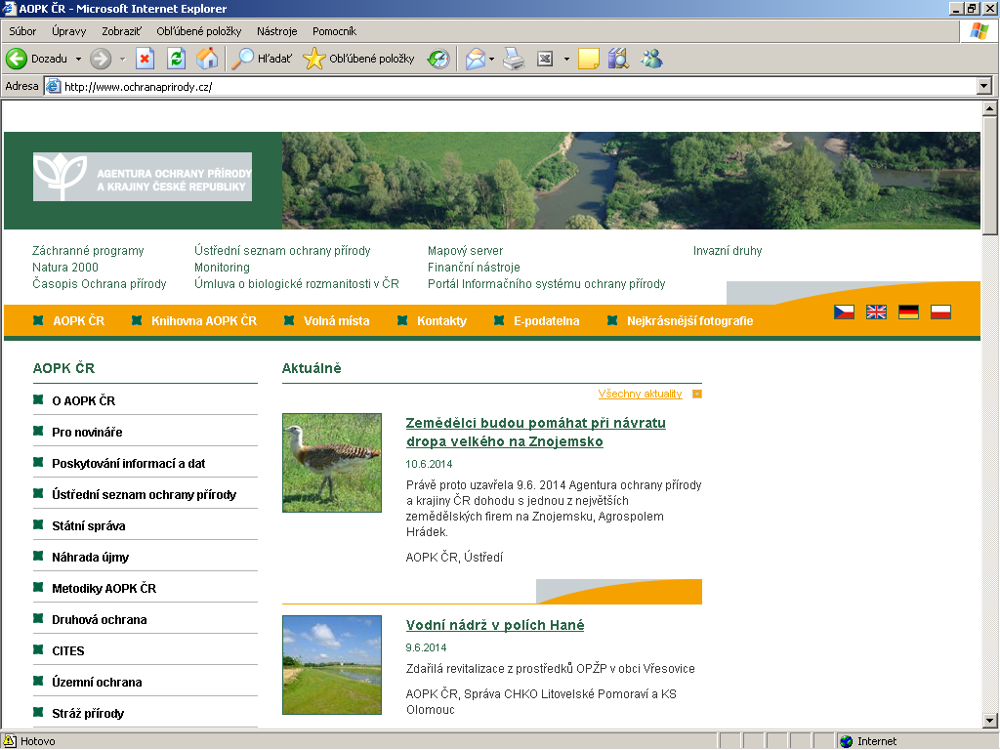 AOPK ČR - Microsoft Internet Explorer
Súbor Úpravy Zobraziť Obľúbené položky Nástroje Pomocník
Dozadu Hľadať Obľúbené položky
Adresa http://www.ochranaprirody.cz/
AGENTURA OCHRANY PŘÍRODY
A KRAJINY ČESKÉ REPUBLIKY
Záchranné programy Ústřední seznam ochrany přírody Mapový server Invazní druhy
Natura 2000 Monitoring Finanční nástroje
Časopis Ochrana přírody Úmluva o biologické rozmanitosti v ČR Portál Informačního systému ochrany přírody
AOPK ČR Knihovna AOPK ČR Volná místa Kontakty E-podatelna Nejkrásnější fotografie
AOPK ČR
O AOPK ČR
Pro novináře
Poskytování informací a dat
Ústřední seznam ochrany přírody
Státní správa
Náhrada újmy
Metodiky AOPK ČR
Druhová ochrana
CITES
Územní ochrana
Stráž přírody
Aktuálně
Všechny aktuality
Zemědělci budou pomáhat při návratu
dropa velkého na Znojemsko
10.6.2014
Právě proto uzavřela 9.6. 2014 Agentura ochrany přírody
a krajiny ČR dohodu s jednou z největších
zemědělských firem na Znojemsku, Agrospolem
Hrádek.
AOPK ČR, Ústředí
Vodní nádrž v polích Hané
9.6.2014
Zdařilá revitalizace z prostředků OPŽP v obci Vřesovice
AOPK ČR, Správa CHKO Litovelské Pomoraví a KS
Olomouc
Hotovo Internet